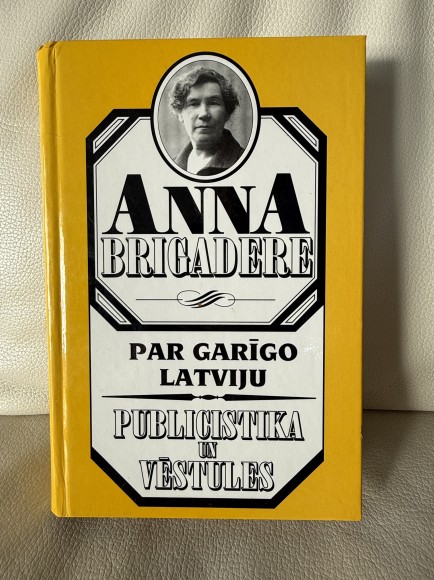 ANNA
BRIGADERE
PAR GARĪGO
LATVIJU
PUBLICISTIKA
UN
VĒSTULES